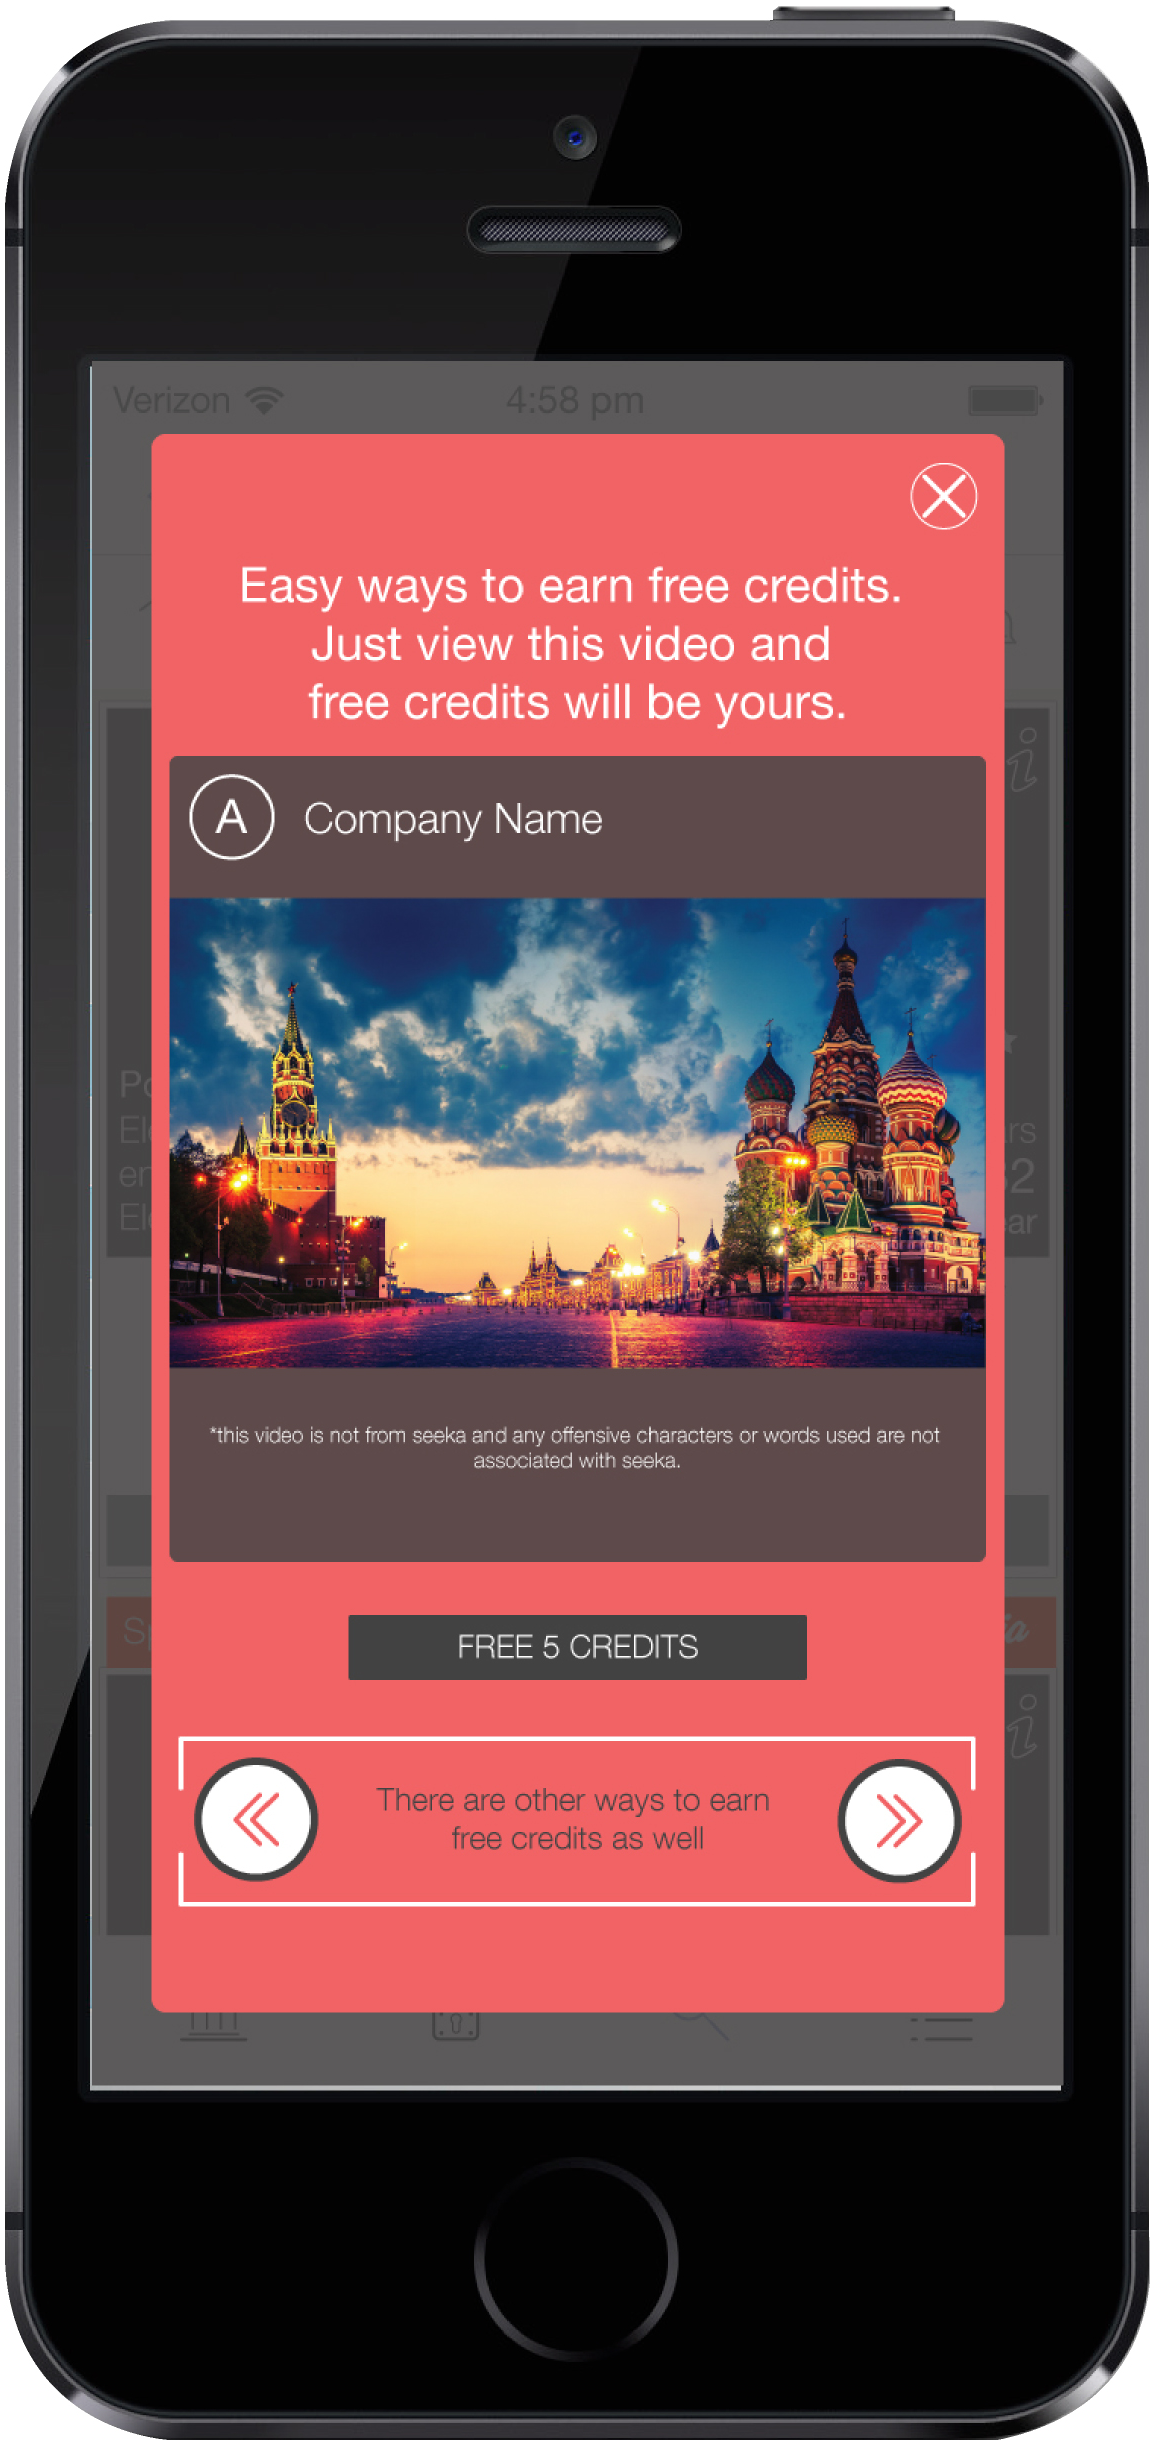 Verizon 4:58 pm
Easy ways to earn free credits.
Just view this video and
free credits will be yours.
A Company Name
*this video is not from seeka and any offensive characters or words used are not
associated with seeka.
FREE 5 CREDITS
There are other ways to earn
free credits as well